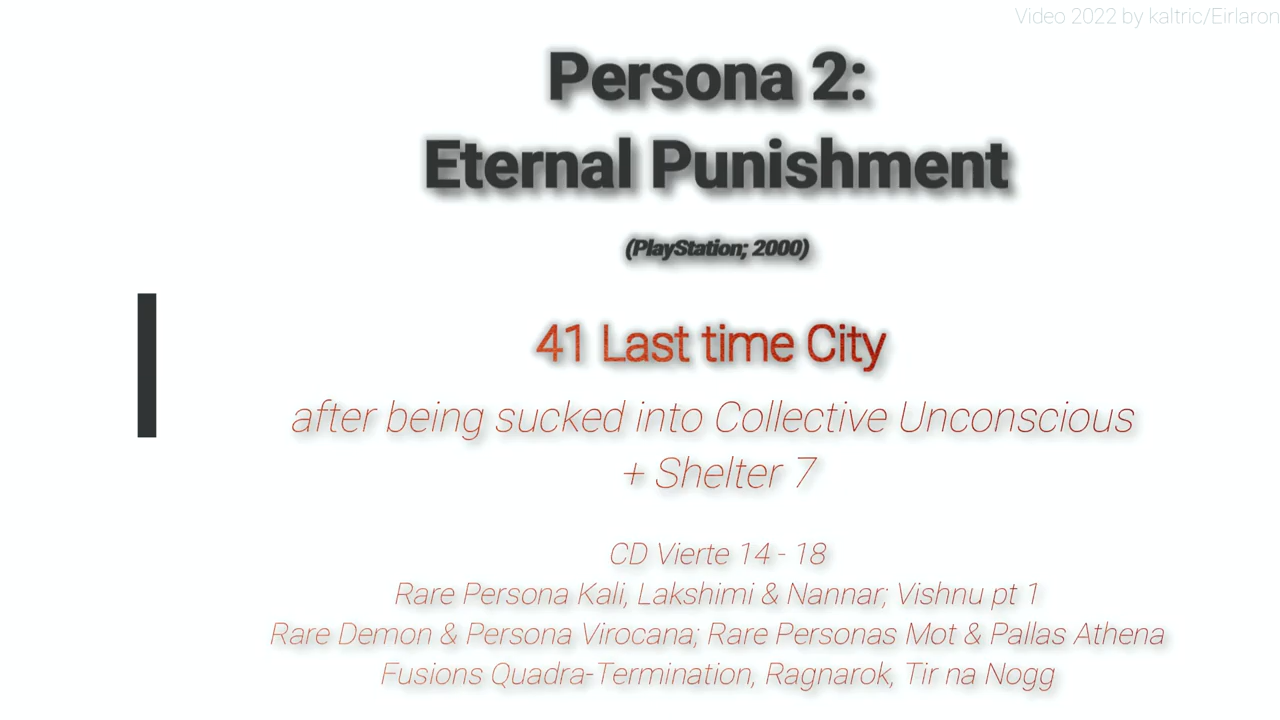 Video 2022 by kaltric/Eirlaron
Persona 2:
Eternal Punishment
(PlayStation; 2000)
41 Last time City
after being sucked into Collective Unconscious
+ Shelter 7
CD Vierte 14 - 18
Rare Persona Kali, Lakshimi & Nannar; Vishnu pt 1
Rare Demon & Persona Virocana; Rare Personas Mot & Pallas Athena
Fusions Quadra-Termination, Ragnarok, Tir na Nogg